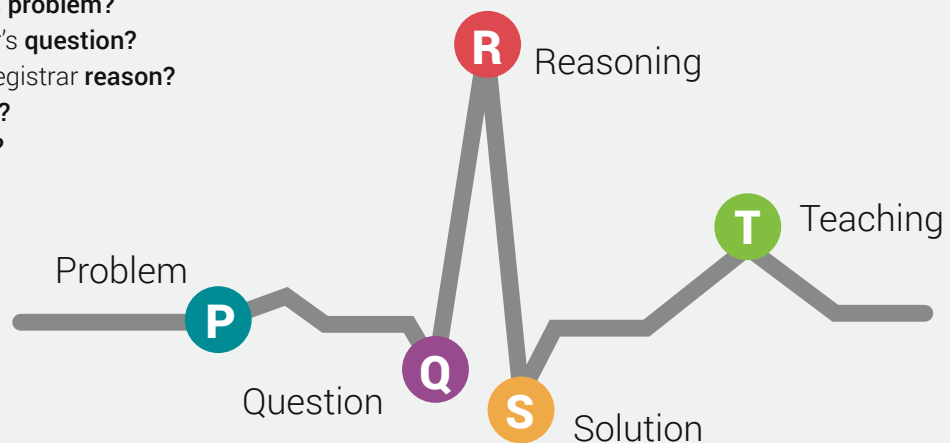 problem?
's question?
egistrar reason?
?
?
R
Reasoning
T
Teaching
Problem
P
Q
Question
S
Solution